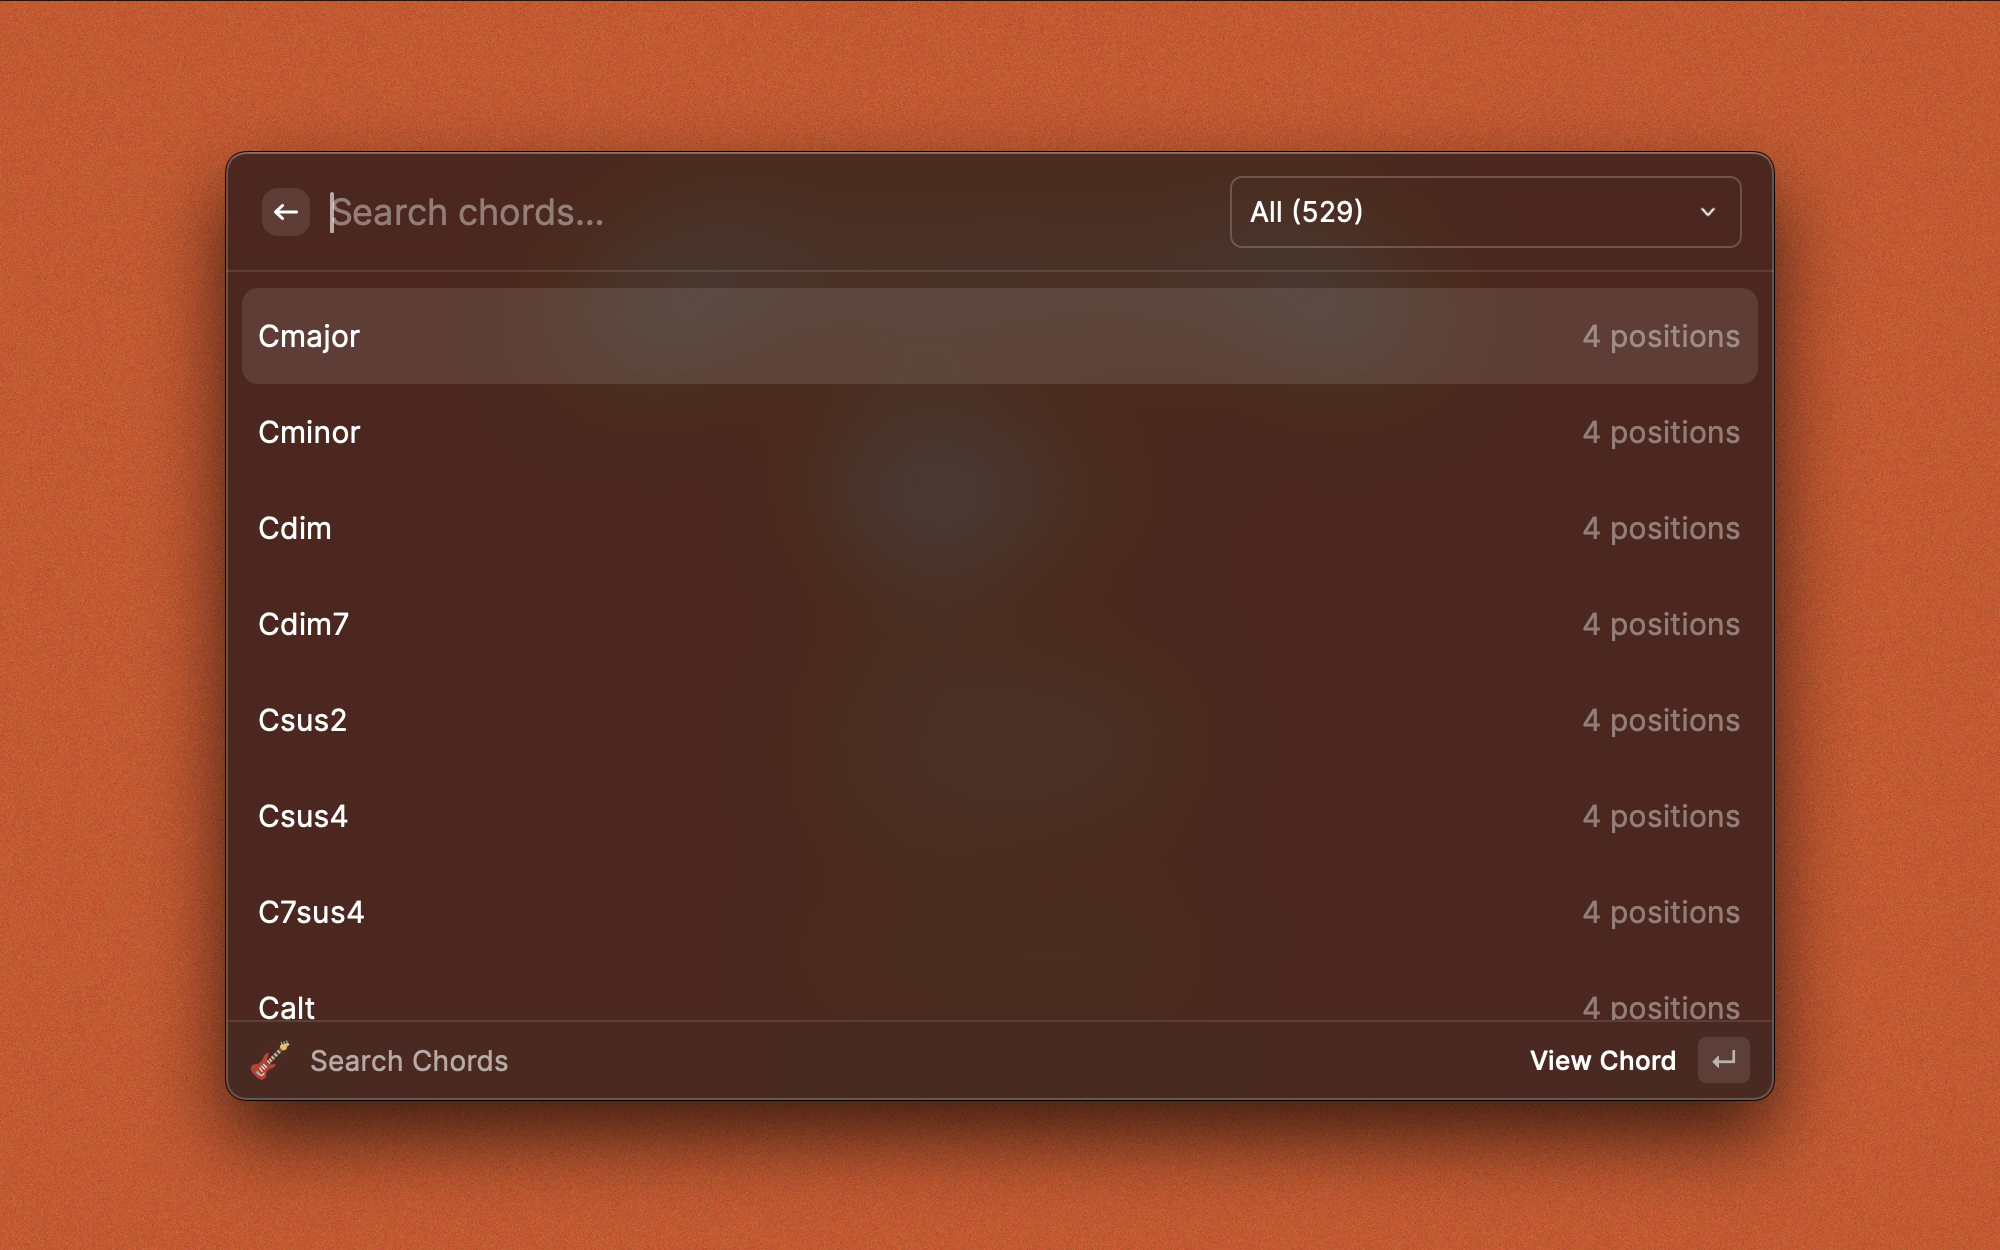 Search chords...
All (529)
Cmajor 4 positions
Cminor 4 positions
Cdim 4 positions
Cdim7 4 positions
Csus2 4 positions
Csus4 4 positions
C7sus4 4 positions
Calt 4 positions
Search Chords
View Chord